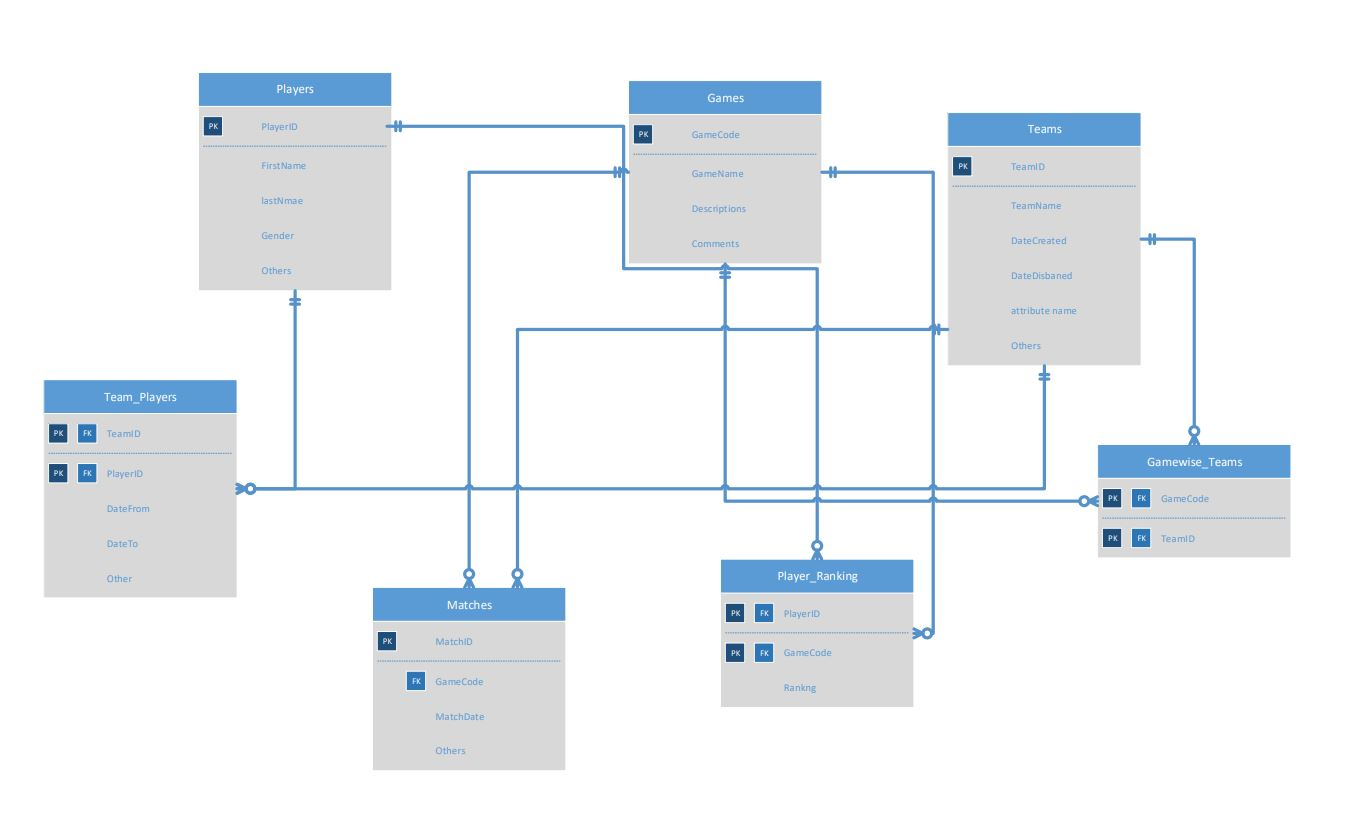 Players
PK PlayerID
FirstName
lastNmae
Gender
Others
Games
PK GameCode
GameName
Descriptions
Comments
Teams
PK TeamID
TeamName
DateCreated
DateDisbaned
attribute name
Others
Team_Players
PK FK TeamID
PK FK PlayerID
DateFrom
DateTo
Other
Gamewise_Teams
PK FK GameCode
PK FK TeamID
Matches
PK MatchID
FK GameCode
MatchDate
Others
Player_Ranking
PK FK PlayerID
PK FK GameCode
Rankng